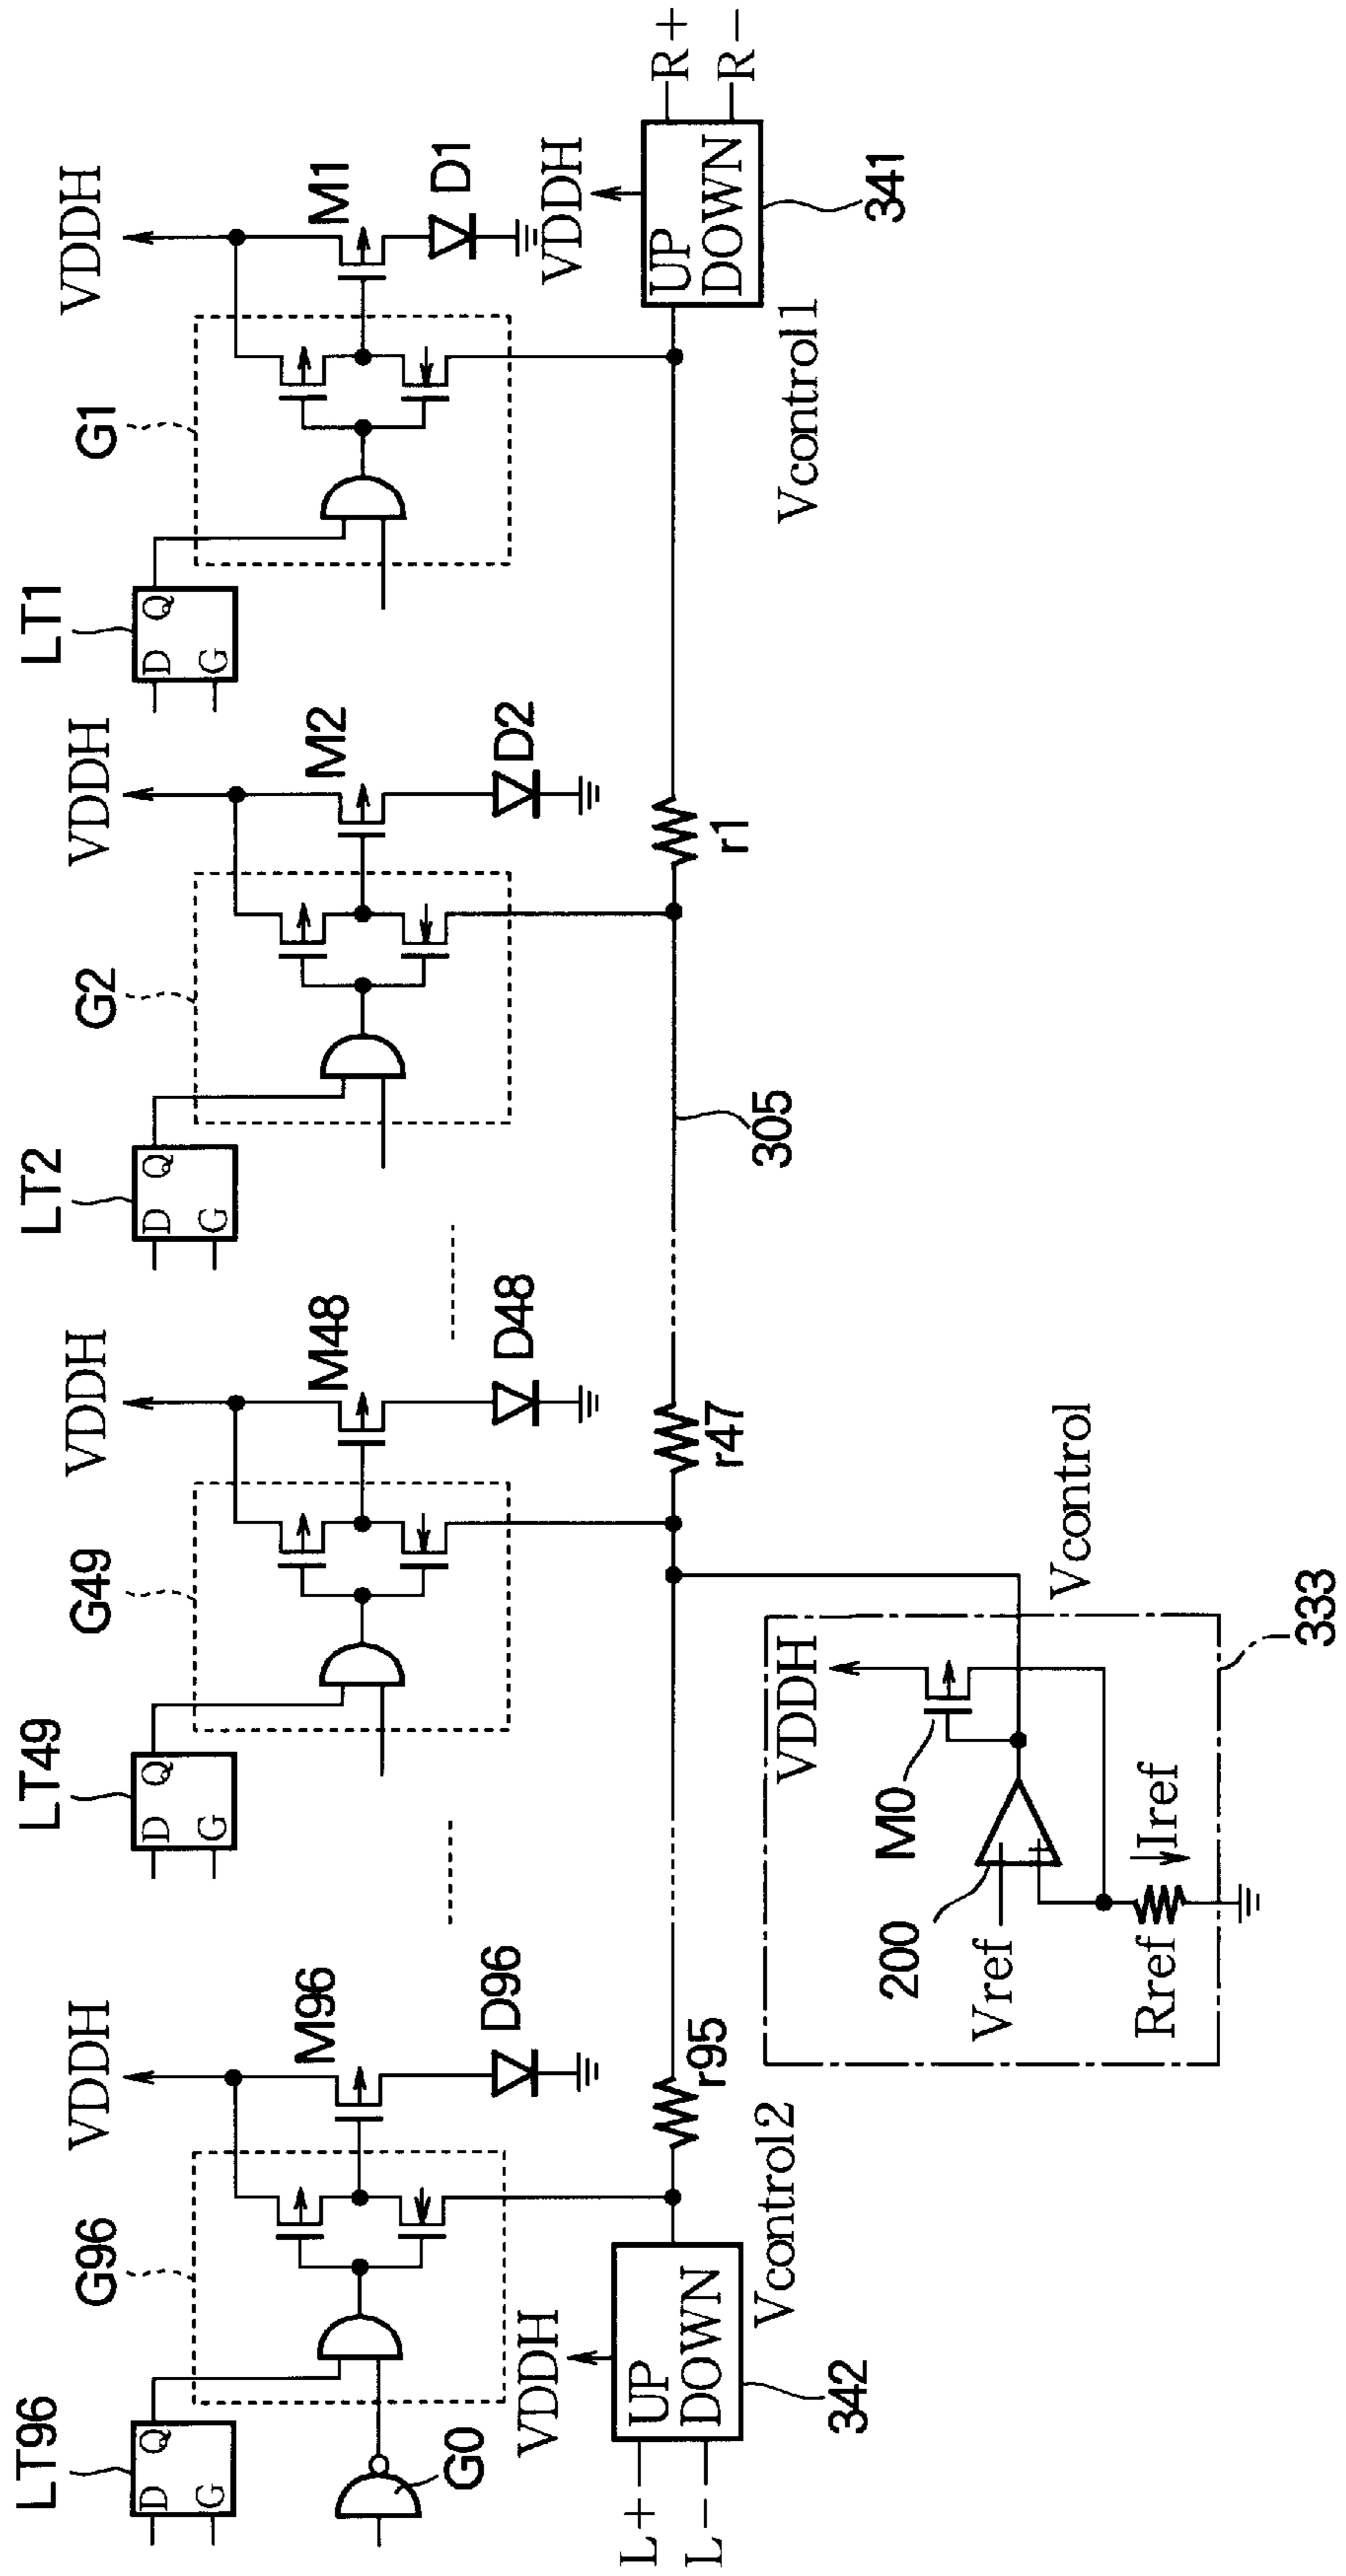 LT96
D
Q
G
G0
G96
VDDH
M96
D96
LT49
D
Q
G
G49
VDDH
M48
D48
LT2
D
Q
G
G2
VDDH
M2
D2
LT1
D
Q
G
G1
VDDH
M1
D1
L+
L−
VDDH
UP
DOWN
342
Vcontrol2
r95
r47
305
r1
VDDH
UP
DOWN
R+
R−
341
Vcontrol1
Vref
200
M0
VDDH
Rref
Iref
Vcontrol
333